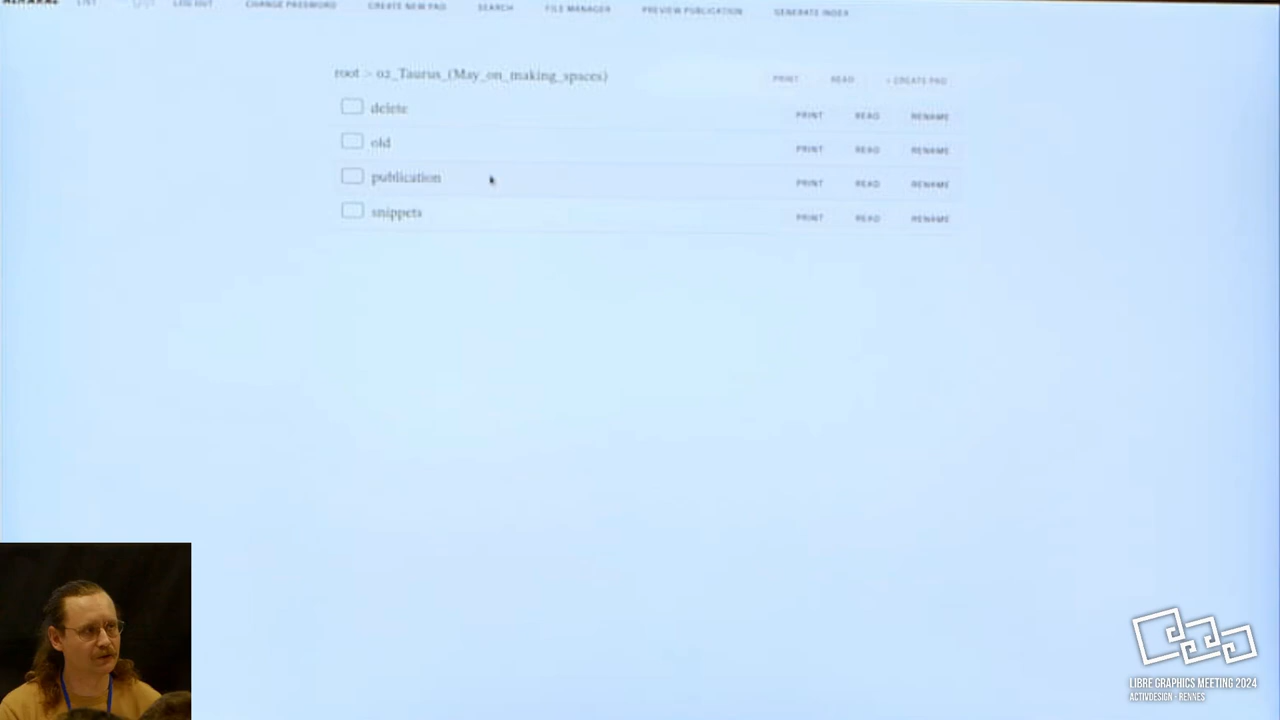 LIST LOG OUT CHANGE PASSWORD CREATE NEW PAD SEARCH FILE MANAGER PREVIEW PUBLICATION GENERATE INDEX
root > 02_Taurus_(May_on_making_spaces) PRINT READ + CREATE PAD
delete PRINT READ RENAME
old PRINT READ RENAME
publication PRINT READ RENAME
snippets PRINT READ RENAME
LIBRE GRAPHICS MEETING 2024
ACTIVDESIGN - RENNES